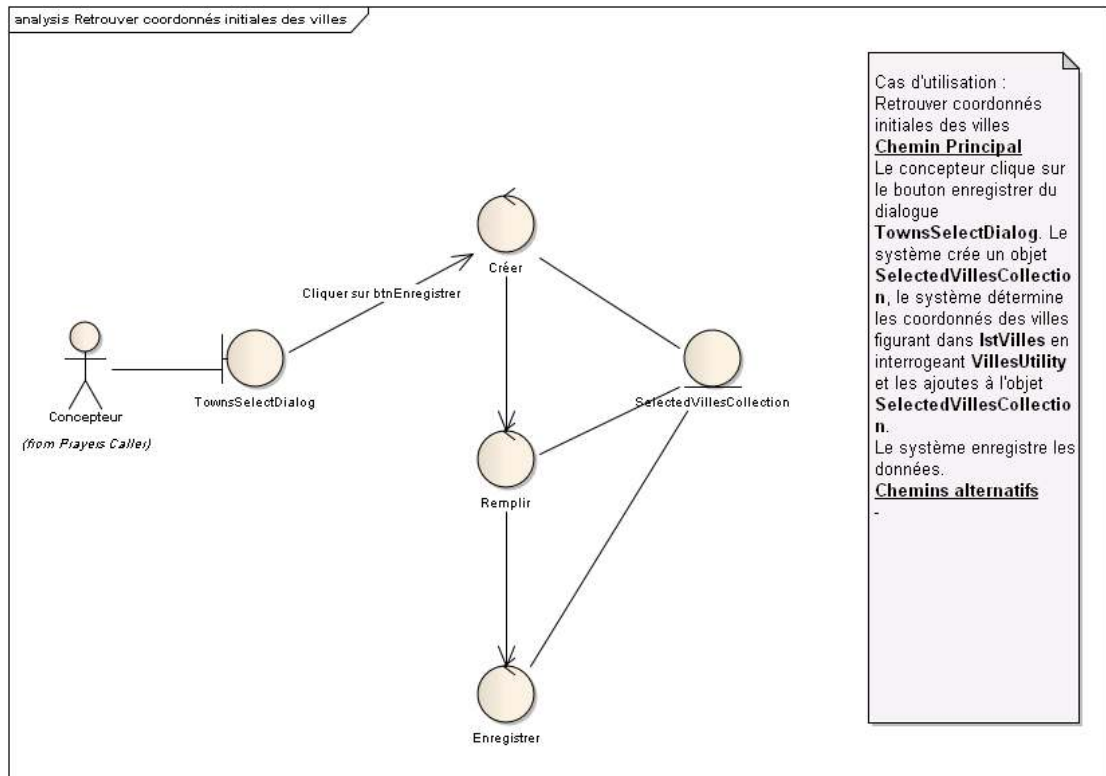 analysis Retrouver coordonnés initiales des villes
Cas d'utilisation :
Retrouver coordonnés
initiales des villes
Chemin Principal
Le concepteur clique sur
le bouton enregistrer du
dialogue
TownsSelectDialog. Le
système crée un objet
SelectedVillesCollectio
n, le système détermine
les coordonnés des villes
figurant dans lstVilles en
interrogeant VillesUtility
et les ajoutes à l'objet
SelectedVillesCollectio
n.
Le système enregistre les
données.
Chemins alternatifs
-
Créer
Cliquer sur btnEnregistrer
Concepteur
(from Prayers Caller)
TownsSelectDialog
SelectedVillesCollection
Remplir
Enregistrer